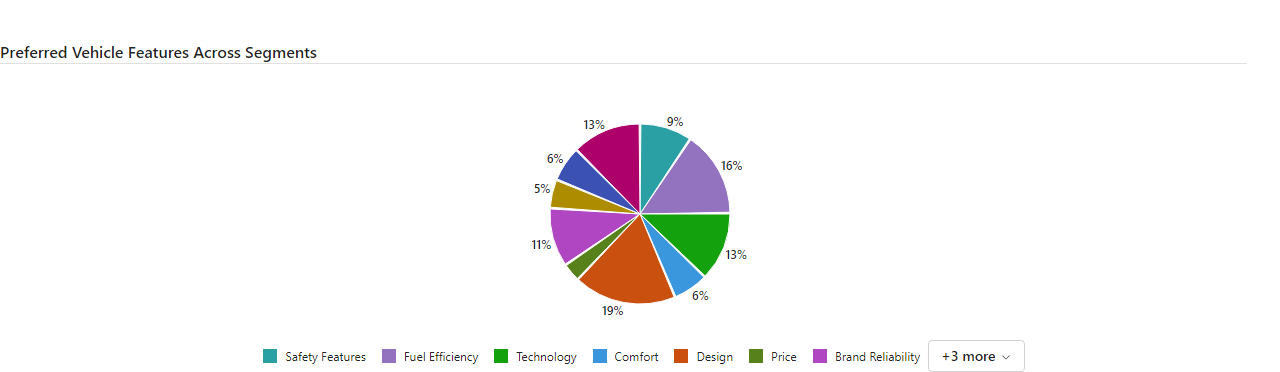 Preferred Vehicle Features Across Segments
13%
9%
6%
16%
5%
11%
13%
6%
19%
Safety Features
Fuel Efficiency
Technology
Comfort
Design
Price
Brand Reliability
+3 more